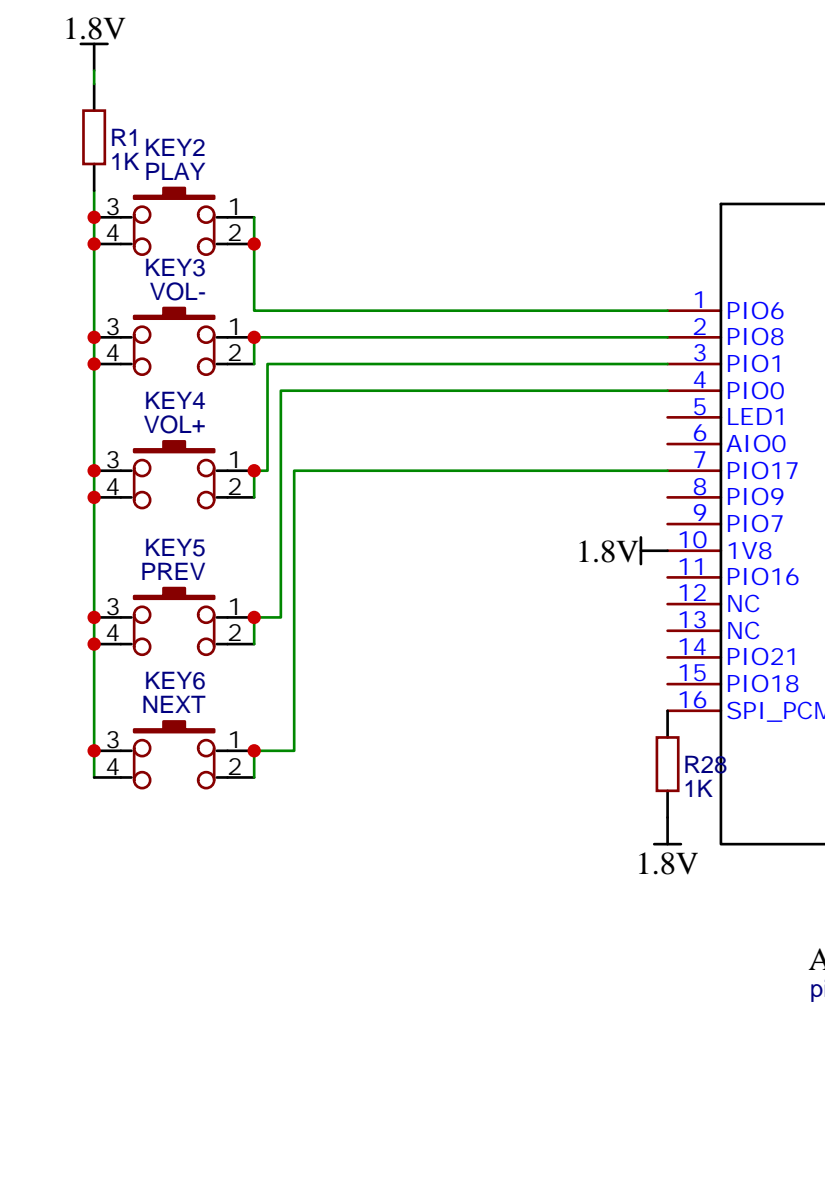 1.8V
R1
1K
KEY2
PLAY
3
4
1
2
KEY3
VOL-
3
4
1
2
KEY4
VOL+
3
4
1
2
KEY5
PREV
3
4
1
2
KEY6
NEXT
3
4
1
2
1 PIO6
2 PIO8
3 PIO1
4 PIO0
5 LED1
6 AIO0
7 PIO17
8 PIO9
9 PIO7
1.8V 10 1V8
11 PIO16
12 NC
13 NC
14 PIO21
15 PIO18
16 SPI_PCM
R28
1K
1.8V
A
pi